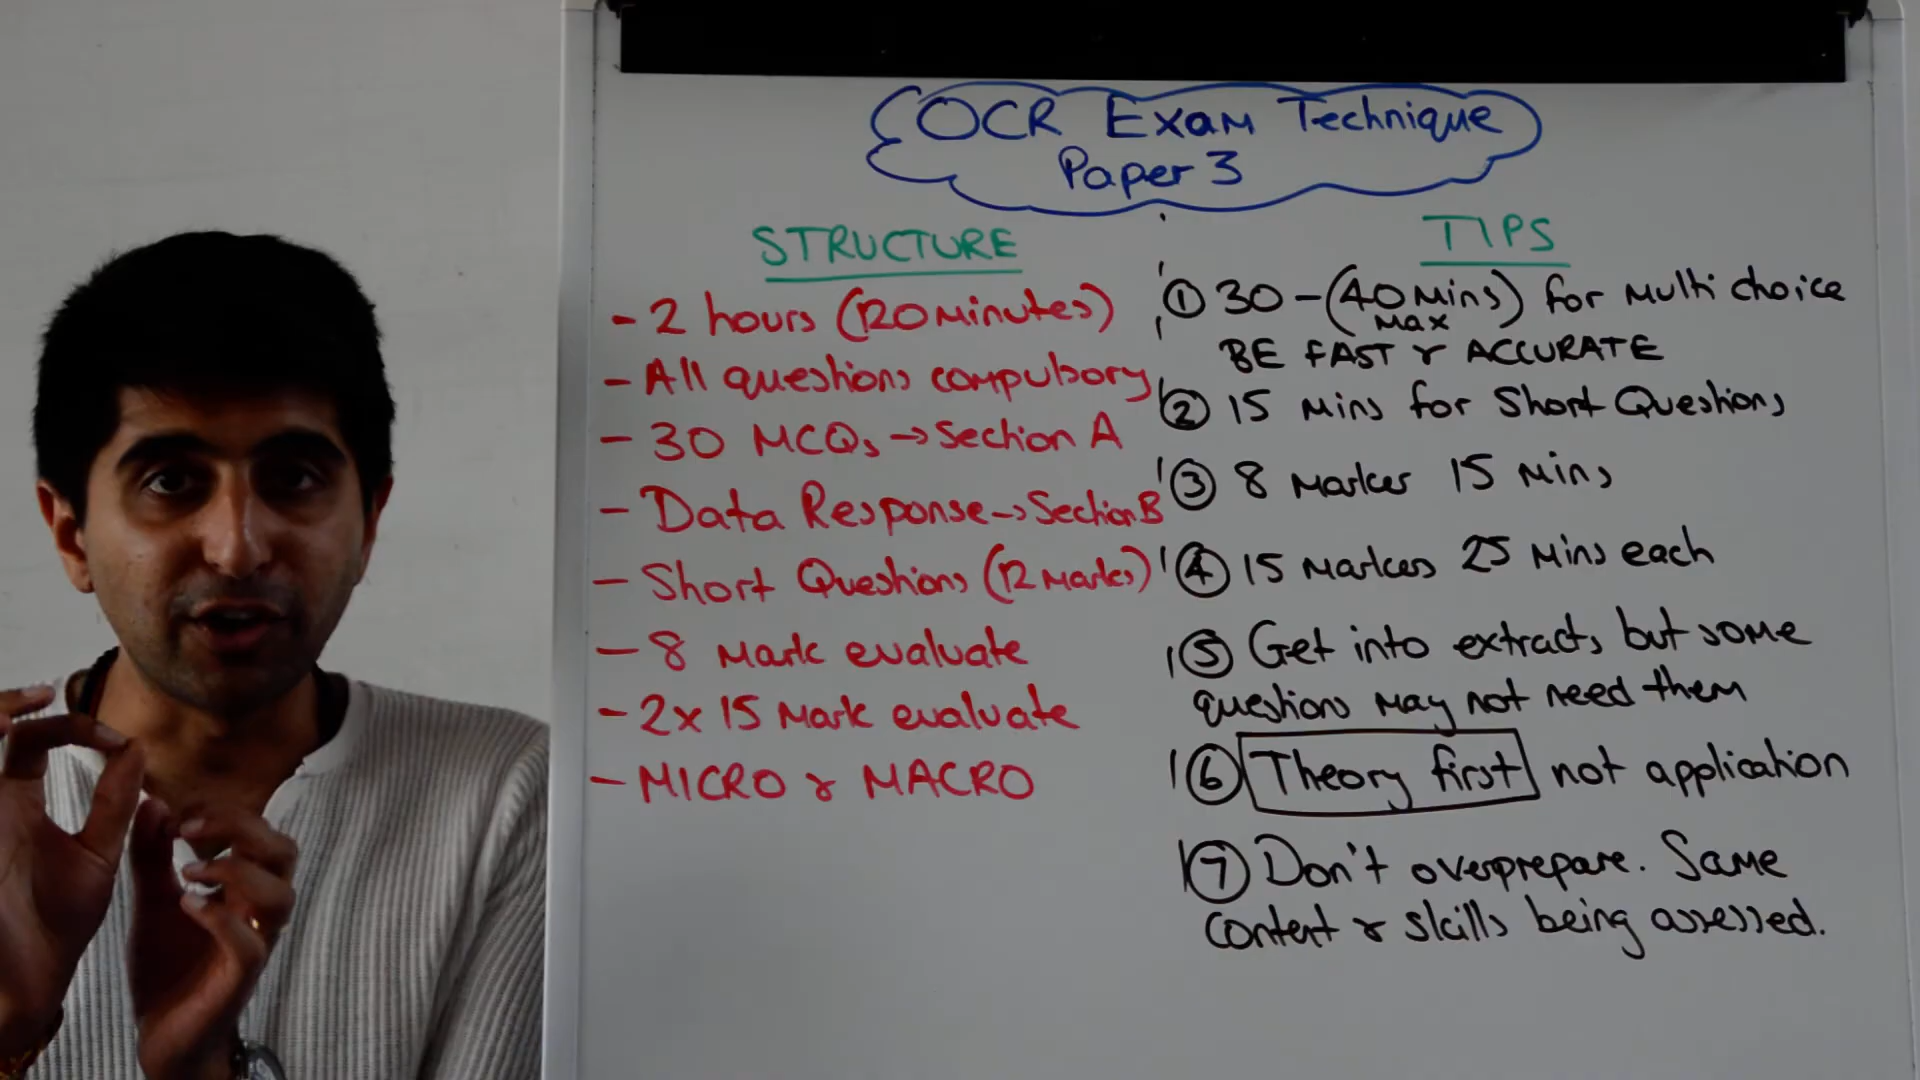 OCR Exam Technique
Paper 3
STRUCTURE
- 2 hours (120 minutes)
- All questions compulsory
- 30 MCQs → Section A
- Data Response → Section B
- Short Questions (12 marks)
- 8 mark evaluate
- 2x 15 mark evaluate
- MICRO & MACRO
TIPS
① 30 - (40 mins) for multi choice
MAX
BE FAST & ACCURATE
② 15 mins for Short Questions
③ 8 marker 15 mins
④ 15 markers 25 mins each
⑤ Get into extracts, but some
questions may not need them
⑥ Theory first not application
⑦ Don't overprepare. Same
content & skills being assessed.